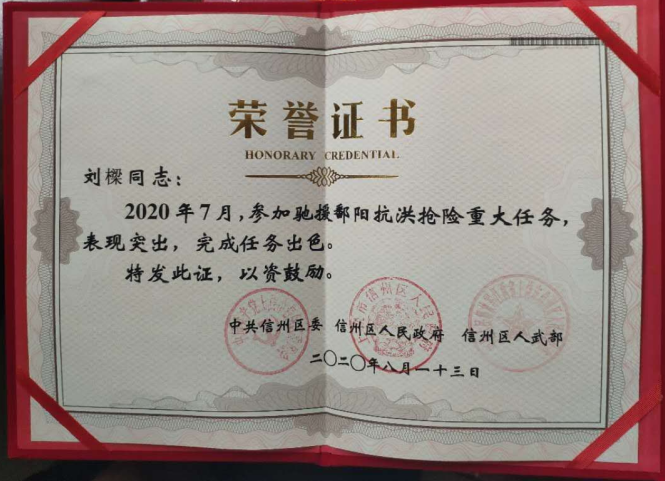 荣誉证书
HONORARY CREDENTIAL
刘樑同志：
2020年7月，参加驰援鄱阳抗洪抢险重大任务，
表现突出，完成任务出色。
特发此证，以资鼓励。
中共信州区委 信州区人民政府 信州区人武部
二〇二〇年八月一十三日